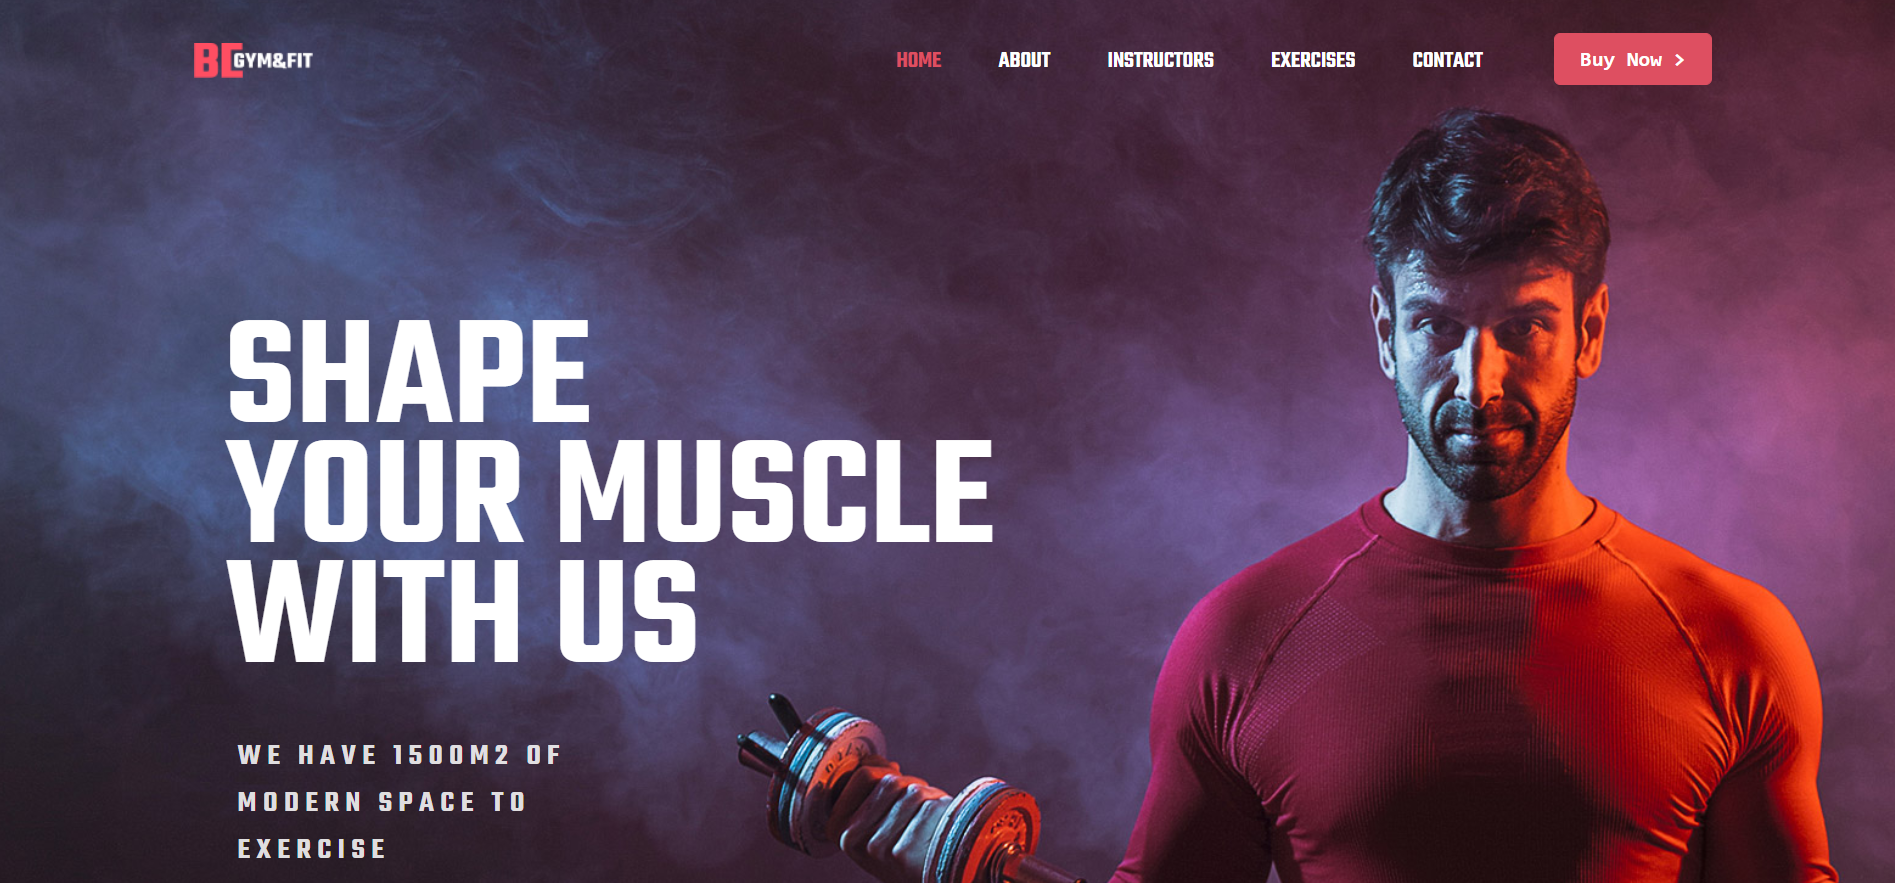 BE GYM&FIT
HOME ABOUT INSTRUCTORS EXERCISES CONTACT Buy Now >
SHAPE
YOUR MUSCLE
WITH US
WE HAVE 1500M2 OF
MODERN SPACE TO
EXERCISE